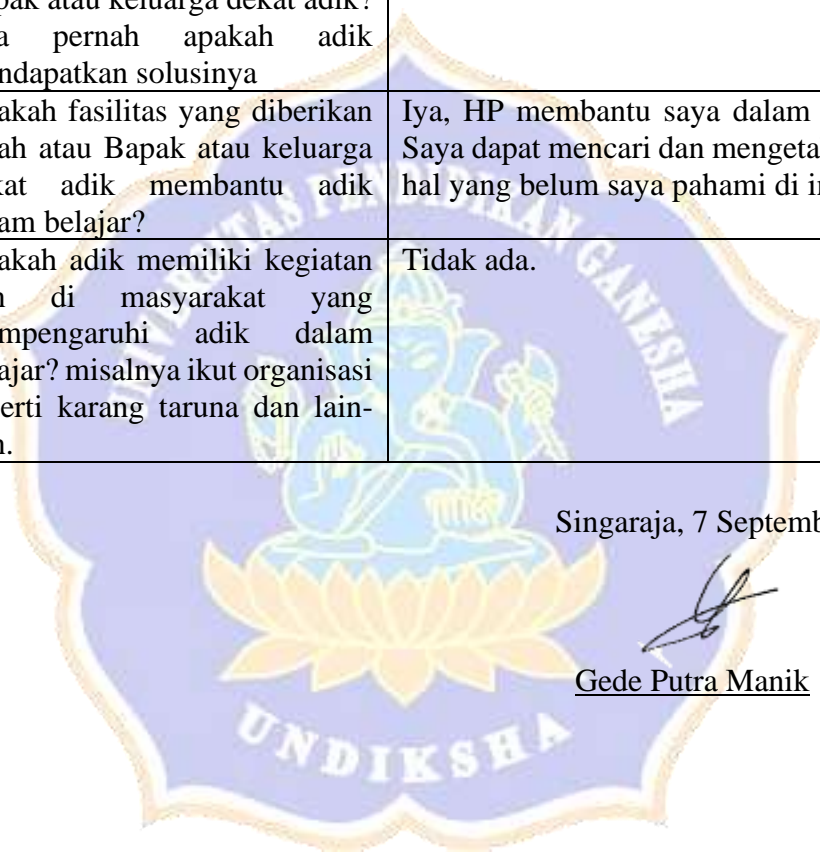 pak atau keluarga dekat adik?
pernah apakah adik
ndapatkan solusinya
akah fasilitas yang diberikan
ah atau Bapak atau keluarga
kat adik membantu adik
am belajar?
Iya, HP membantu saya dalam
Saya dapat mencari dan mengeta
hal yang belum saya pahami di in
akah adik memiliki kegiatan
di masyarakat yang
mpengaruhi adik dalam
ajar? misalnya ikut organisasi
erti karang taruna dan lain-
n.
Tidak ada.
Singaraja, 7 Septemb
Gede Putra Manik
UNIVERSITAS PENDIDIKAN GANESHA
UNDIKSHA